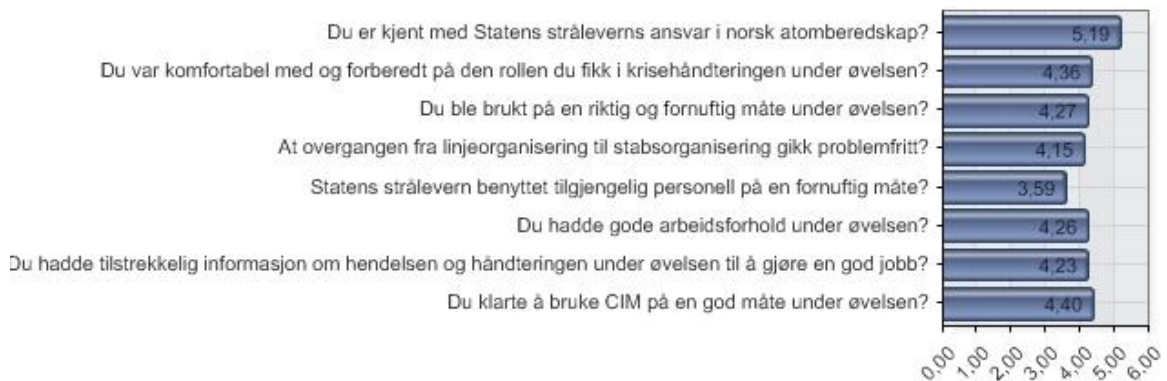 Du er kjent med Statens stråleverns ansvar i norsk atomberedskap? 5,19
Du var komfortabel med og forberedt på den rollen du fikk i krisehåndteringen under øvelsen? 4,36
Du ble brukt på en riktig og fornuftig måte under øvelsen? 4,27
At overgangen fra linjeorganisering til stabsorganisering gikk problemfritt? 4,15
Statens strålevern benyttet tilgjengelig personell på en fornuftig måte? 3,59
Du hadde gode arbeidsforhold under øvelsen? 4,26
Du hadde tilstrekkelig informasjon om hendelsen og håndteringen under øvelsen til å gjøre en god jobb? 4,23
Du klarte å bruke CIM på en god måte under øvelsen? 4,40
0,00 1,00 2,00 3,00 4,00 5,00 6,00